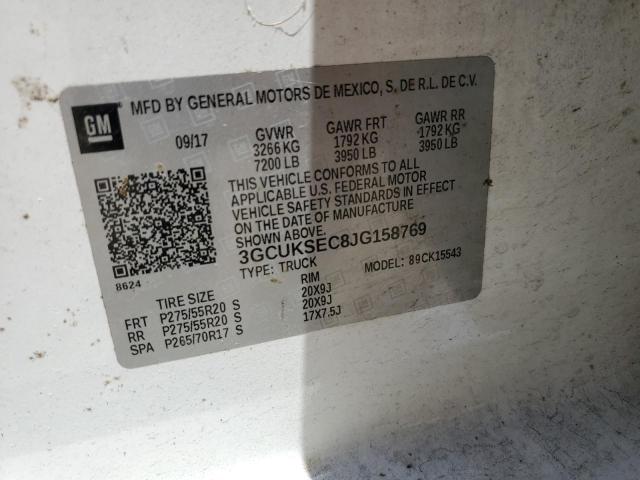 GM
MFD BY GENERAL MOTORS DE MEXICO, S. DE R.L. DE C.V.
09/17 GVWR GAWR FRT GAWR RR
3266 KG 1792 KG 1792 KG
7200 LB 3950 LB 3950 LB
THIS VEHICLE CONFORMS TO ALL
APPLICABLE U.S. FEDERAL MOTOR
VEHICLE SAFETY STANDARDS IN EFFECT
ON THE DATE OF MANUFACTURE
SHOWN ABOVE.
3GCUKSEC8JG158769
TYPE: TRUCK MODEL: 89CK15543
8624
TIRE SIZE RIM
FRT P275/55R20 S 20X9J
RR P275/55R20 S 20X9J
SPA P265/70R17 S 17X7.5J